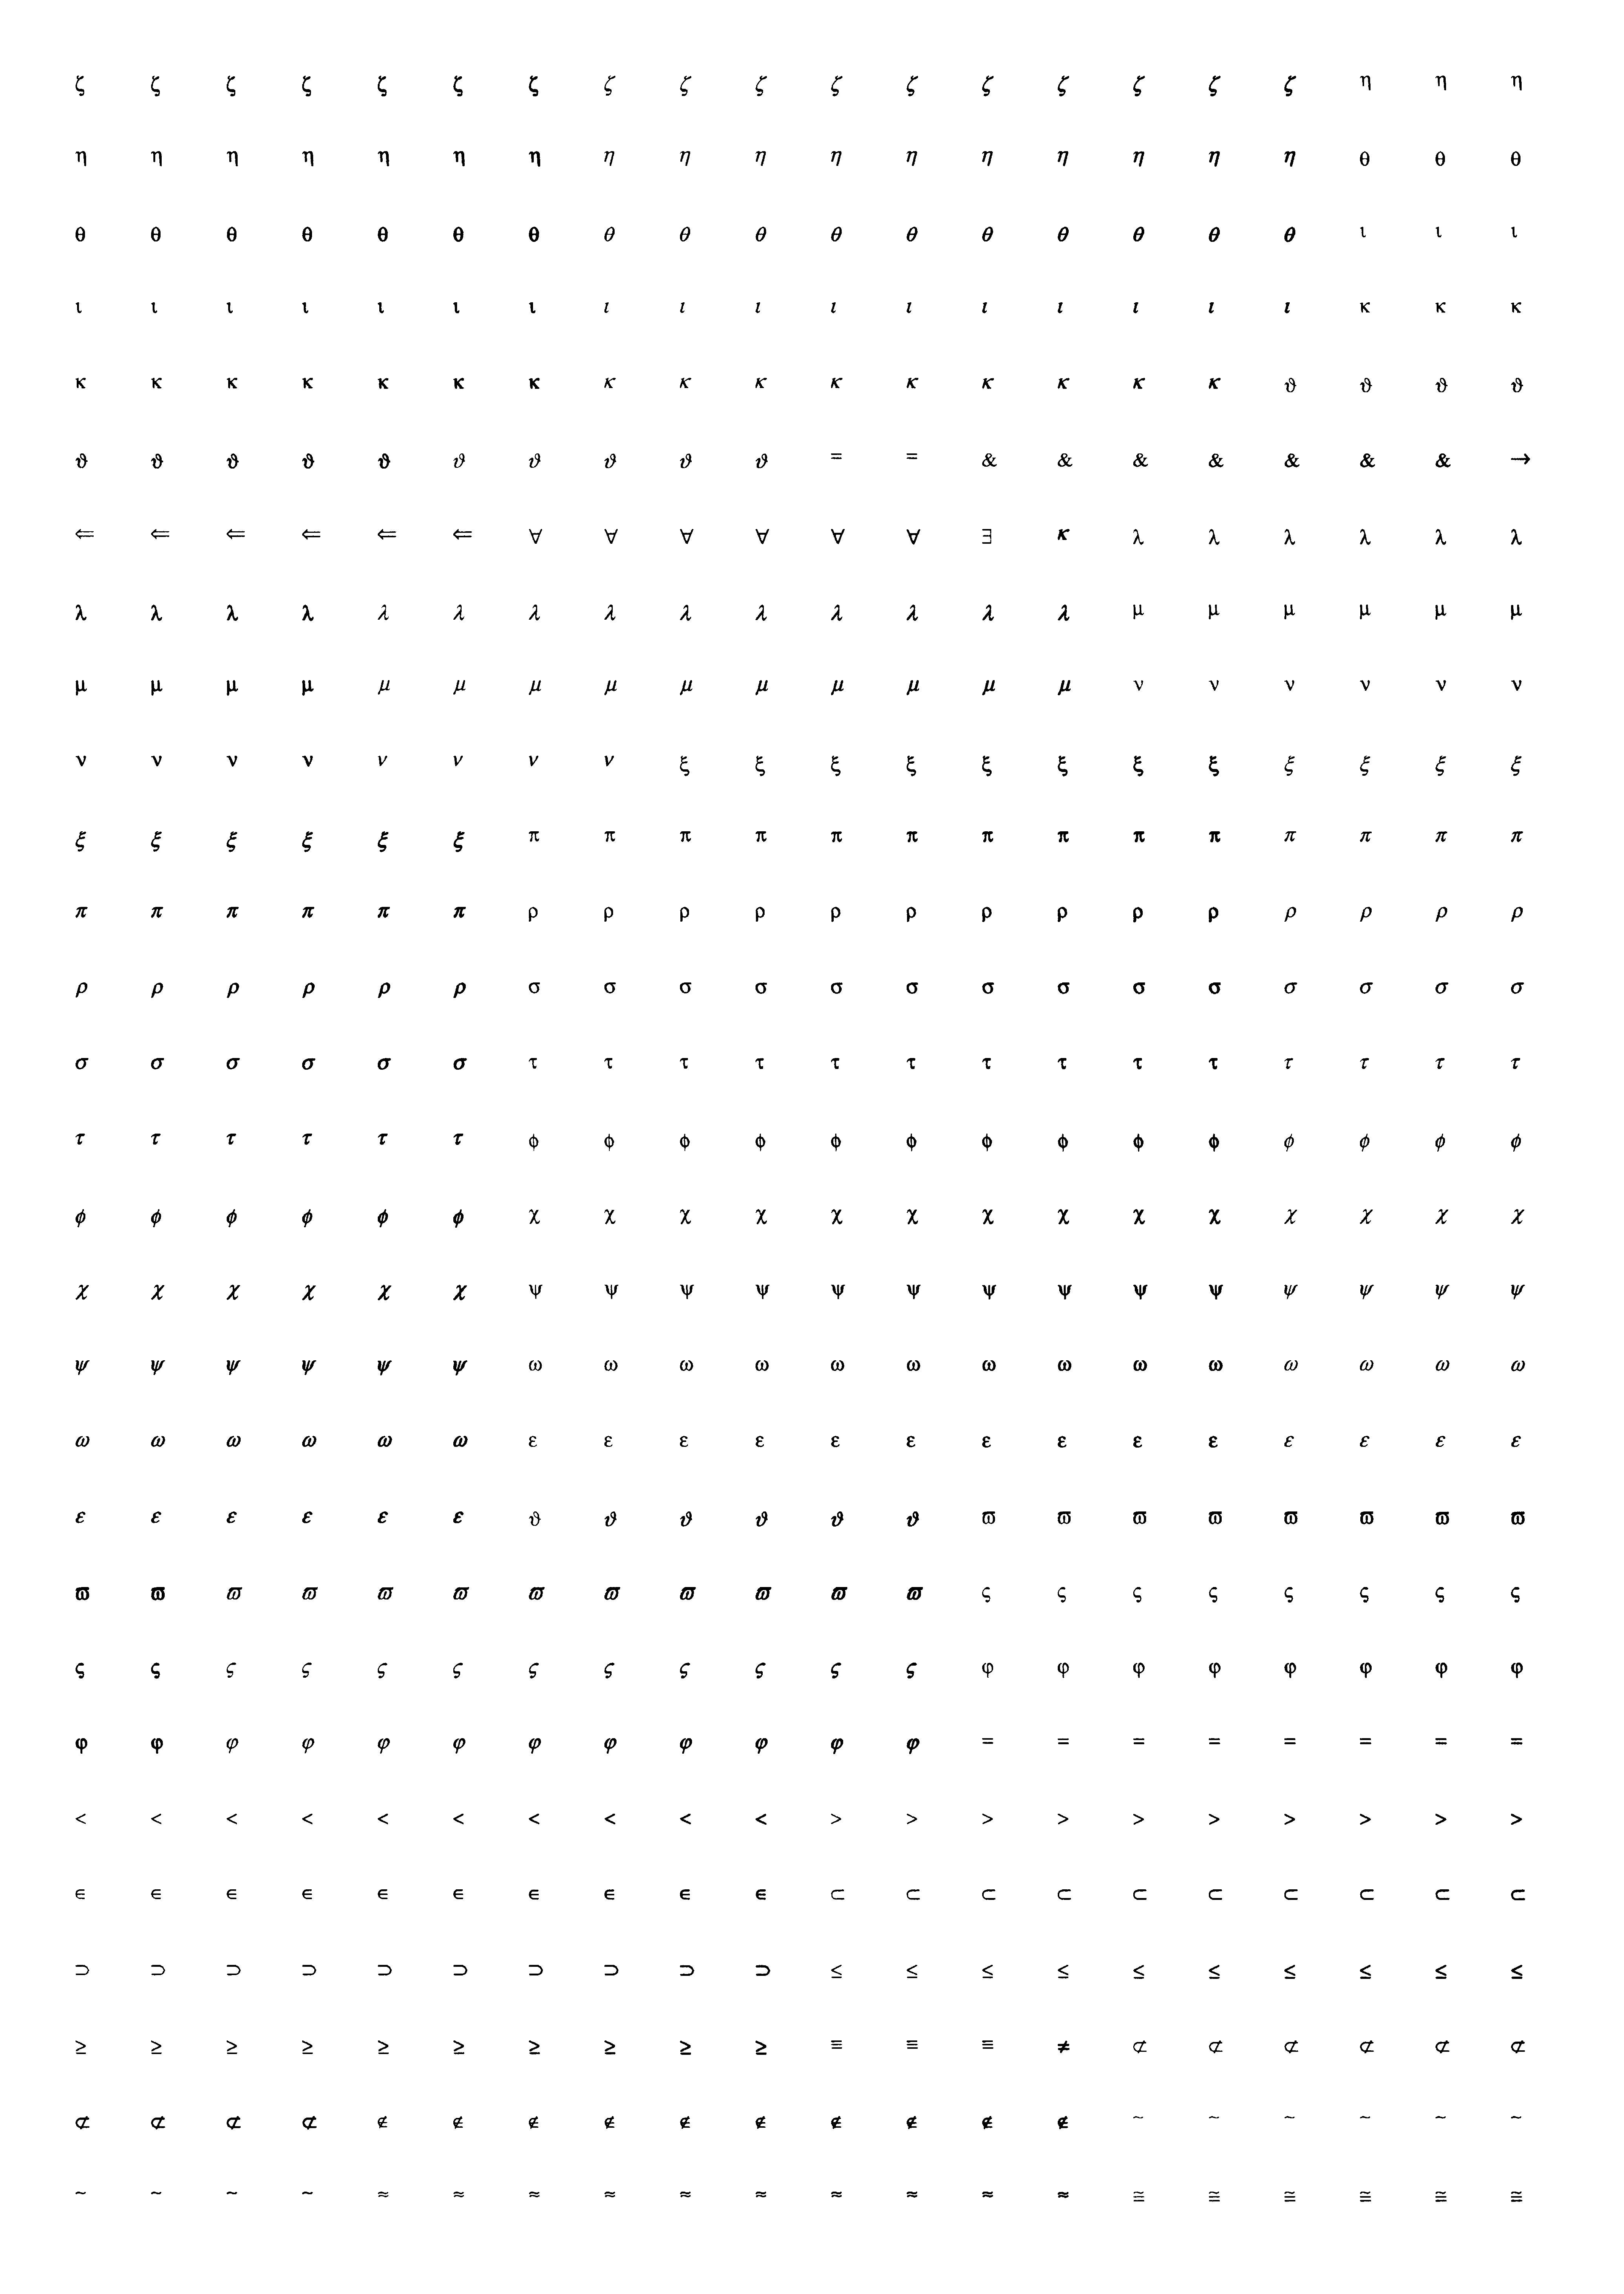 ζ ζ ζ ζ ζ ζ ζ ζ ζ ζ ζ ζ ζ ζ ζ ζ ζ η η η
η η η η η η η η η η η η η η η η η θ θ θ
θ θ θ θ θ θ θ θ θ θ θ θ θ θ θ θ θ ι ι ι
ι ι ι ι ι ι ι ι ι ι ι ι ι ι ι ι ι κ κ κ
κ κ κ κ κ κ κ κ κ κ κ κ κ κ κ κ ϑ ϑ ϑ ϑ
ϑ ϑ ϑ ϑ ϑ ϑ ϑ ϑ ϑ ϑ = = & & & & & & & →
⇐ ⇐ ⇐ ⇐ ⇐ ⇐ ∀ ∀ ∀ ∀ ∀ ∀ ∃ κ λ λ λ λ λ λ
λ λ λ λ λ λ λ λ λ λ λ λ λ λ μ μ μ μ μ μ
μ μ μ μ μ μ μ μ μ μ μ μ μ μ ν ν ν ν ν ν
ν ν ν ν ν ν ν ν ξ ξ ξ ξ ξ ξ ξ ξ ξ ξ ξ ξ
ξ ξ ξ ξ ξ ξ π π π π π π π π π π π π π π
π π π π π π ρ ρ ρ ρ ρ ρ ρ ρ ρ ρ ρ ρ ρ ρ
ρ ρ ρ ρ ρ ρ σ σ σ σ σ σ σ σ σ σ σ σ σ σ
σ σ σ σ σ σ τ τ τ τ τ τ τ τ τ τ τ τ τ τ
τ τ τ τ τ τ ϕ ϕ ϕ ϕ ϕ ϕ ϕ ϕ ϕ ϕ ϕ ϕ ϕ ϕ
ϕ ϕ ϕ ϕ ϕ ϕ χ χ χ χ χ χ χ χ χ χ χ χ χ χ
χ χ χ χ χ χ ψ ψ ψ ψ ψ ψ ψ ψ ψ ψ ψ ψ ψ ψ
ψ ψ ψ ψ ψ ψ ω ω ω ω ω ω ω ω ω ω ω ω ω ω
ω ω ω ω ω ω ε ε ε ε ε ε ε ε ε ε ε ε ε ε
ε ε ε ε ε ε ϑ ϑ ϑ ϑ ϑ ϑ ϖ ϖ ϖ ϖ ϖ ϖ ϖ ϖ
ϖ ϖ ϖ ϖ ϖ ϖ ϖ ϖ ϖ ϖ ϖ ϖ ς ς ς ς ς ς ς ς
ς ς ς ς ς ς ς ς ς ς ς ς φ φ φ φ φ φ φ φ
φ φ φ φ φ φ φ φ φ φ φ φ = = = = = = = =
< < < < < < < < < < > > > > > > > > > >
∈ ∈ ∈ ∈ ∈ ∈ ∈ ∈ ∈ ∈ ⊂ ⊂ ⊂ ⊂ ⊂ ⊂ ⊂ ⊂ ⊂ ⊂
⊃ ⊃ ⊃ ⊃ ⊃ ⊃ ⊃ ⊃ ⊃ ⊃ ≤ ≤ ≤ ≤ ≤ ≤ ≤ ≤ ≤ ≤
≥ ≥ ≥ ≥ ≥ ≥ ≥ ≥ ≥ ≥ ≡ ≡ ≡ ≠ ⊄ ⊄ ⊄ ⊄ ⊄ ⊄
⊄ ⊄ ⊄ ⊄ ∉ ∉ ∉ ∉ ∉ ∉ ∉ ∉ ∉ ∉ ~ ~ ~ ~ ~ ~
~ ~ ~ ~ ≈ ≈ ≈ ≈ ≈ ≈ ≈ ≈ ≈ ≈ ≅ ≅ ≅ ≅ ≅ ≅